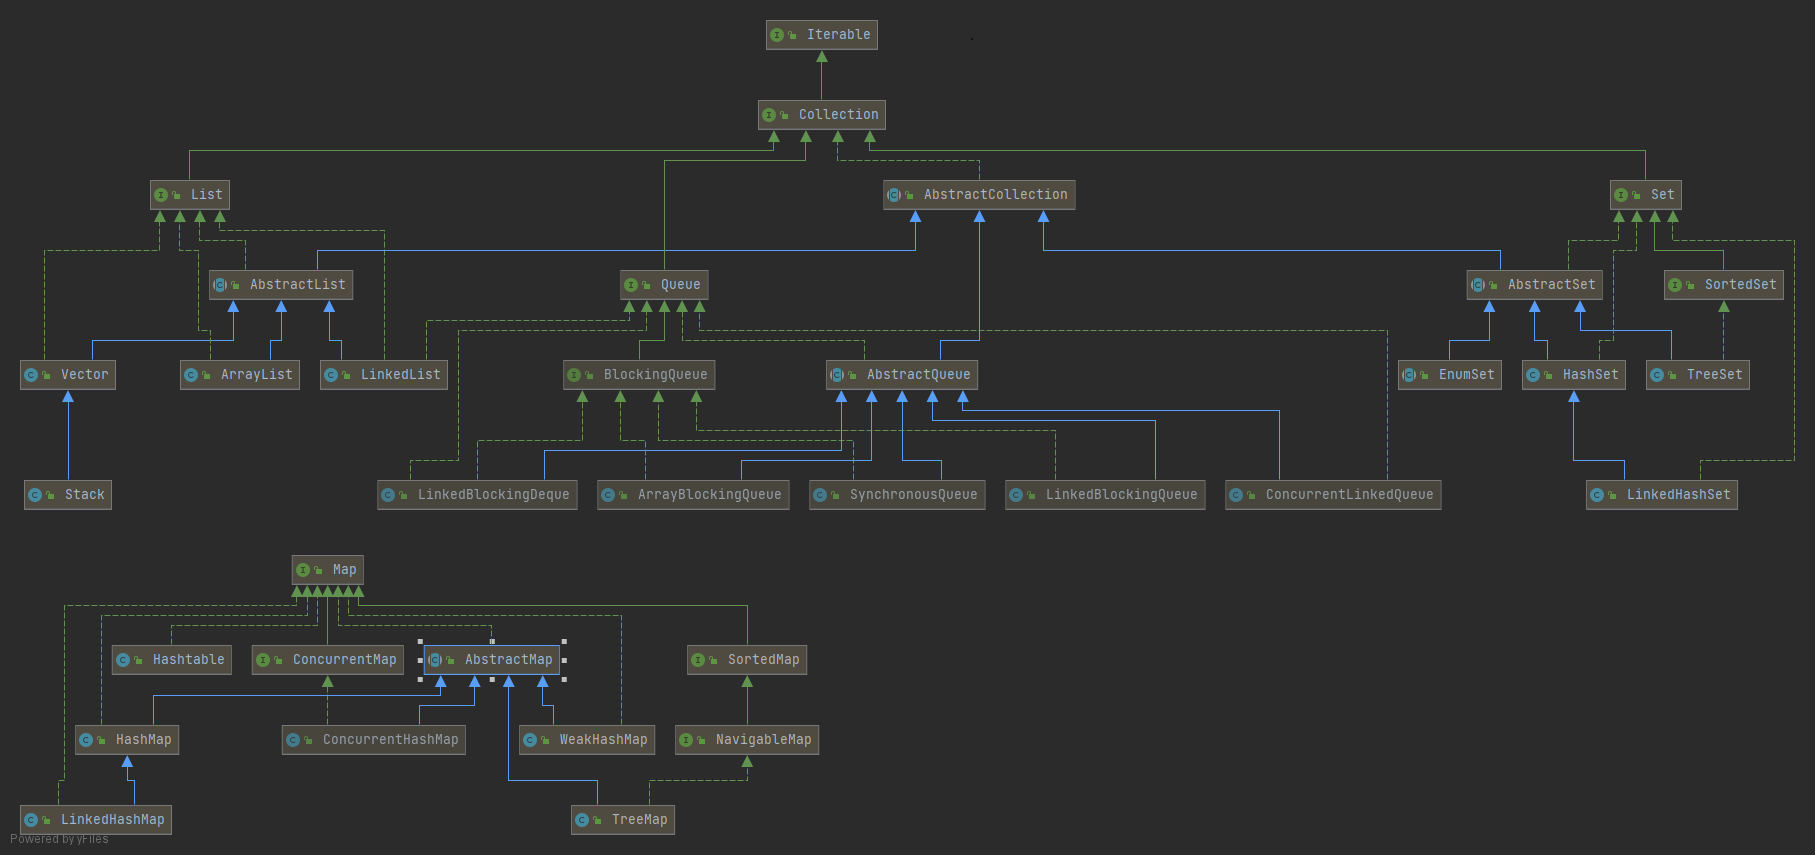 Iterable
Collection
List
AbstractCollection
Set
AbstractList
Queue
AbstractSet
SortedSet
Vector
ArrayList
LinkedList
BlockingQueue
AbstractQueue
EnumSet
HashSet
TreeSet
Stack
LinkedBlockingDeque
ArrayBlockingQueue
SynchronousQueue
LinkedBlockingQueue
ConcurrentLinkedQueue
LinkedHashSet
Map
Hashtable
ConcurrentMap
AbstractMap
SortedMap
HashMap
ConcurrentHashMap
WeakHashMap
NavigableMap
LinkedHashMap
TreeMap
Powered by yFiles